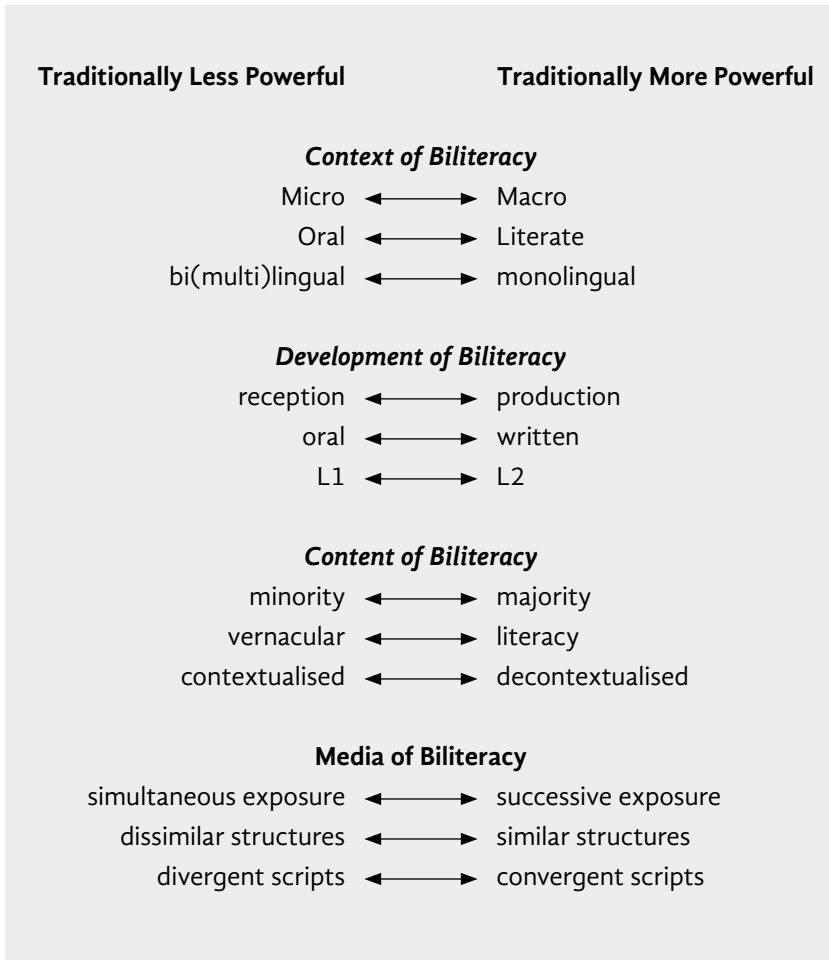 Traditionally Less Powerful Traditionally More Powerful
Context of Biliteracy
Micro Macro
Oral Literate
bi(multi)lingual monolingual
Development of Biliteracy
reception production
oral written
L1 L2
Content of Biliteracy
minority majority
vernacular literacy
contextualised decontextualised
Media of Biliteracy
simultaneous exposure successive exposure
dissimilar structures similar structures
divergent scripts convergent scripts